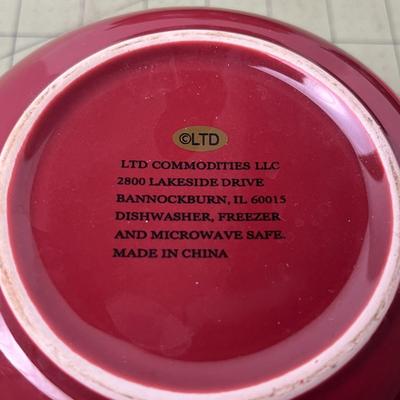 ©LTD
LTD COMMODITIES LLC
2800 LAKESIDE DRIVE
BANNOCKBURN, IL 60015
DISHWASHER, FREEZER
AND MICROWAVE SAFE.
MADE IN CHINA